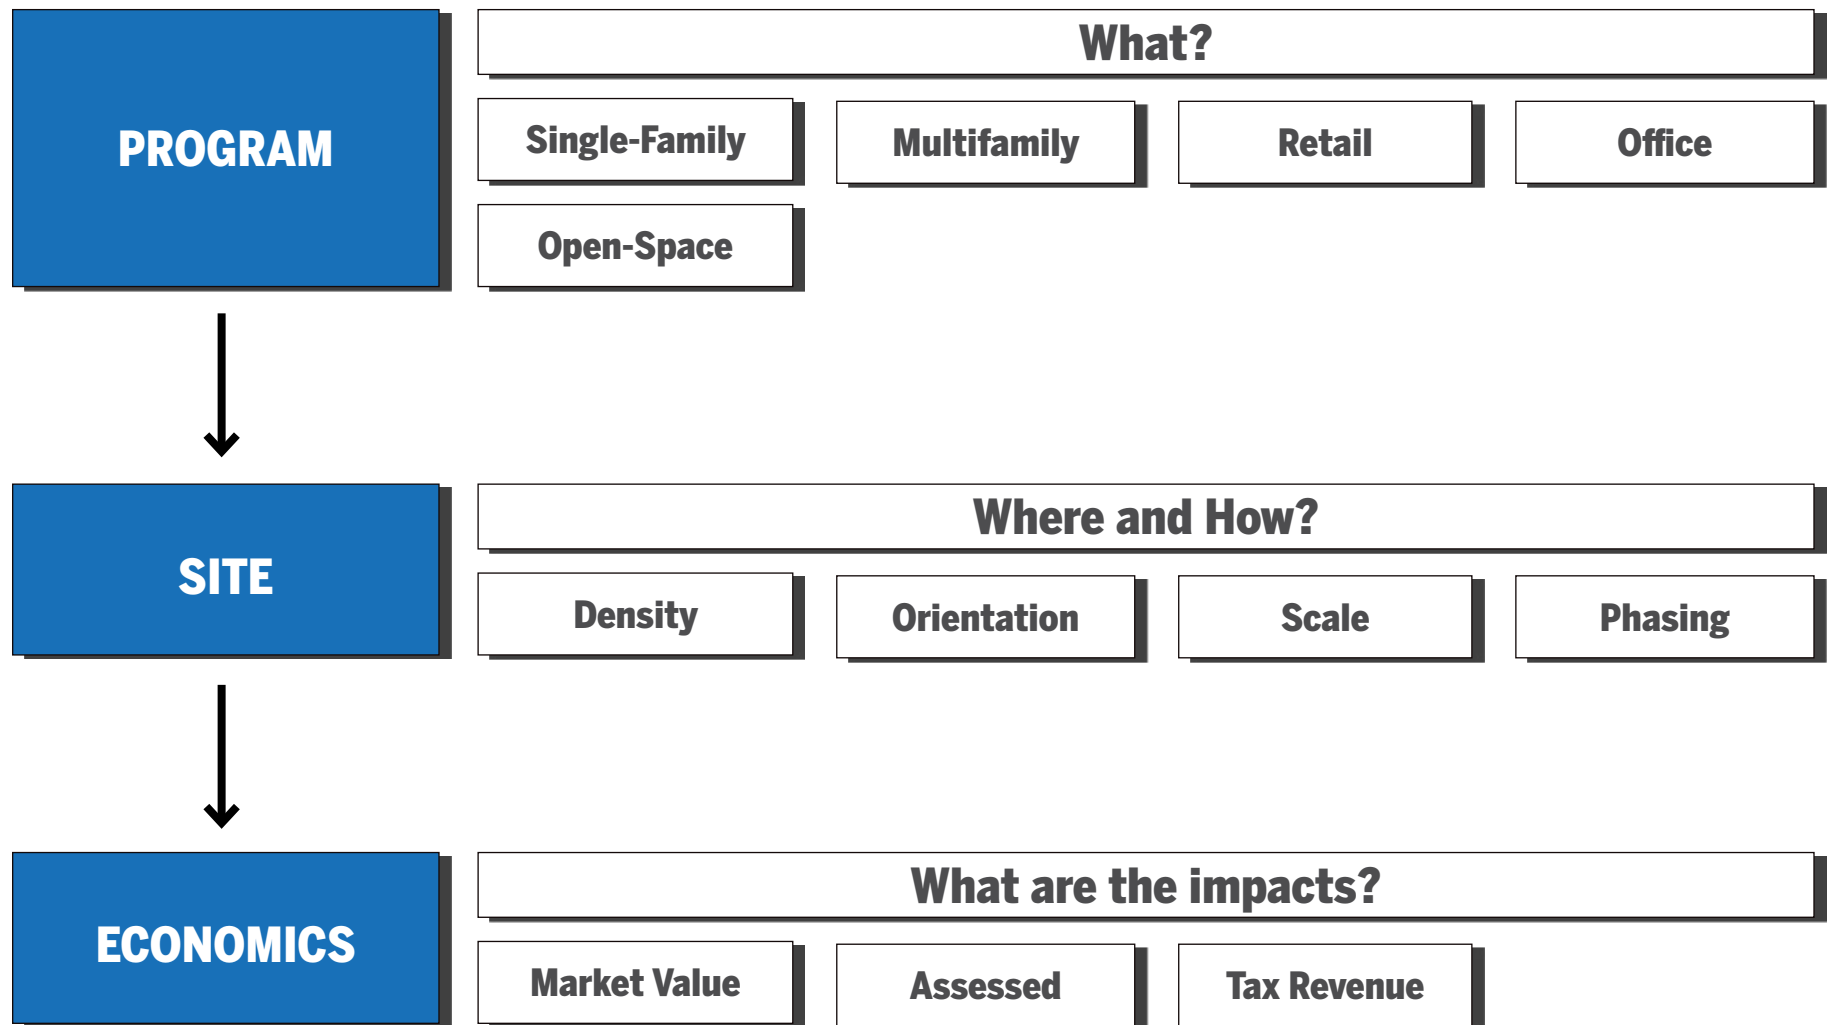 PROGRAM
What?
Single-Family
Multifamily
Retail
Office
Open-Space
SITE
Where and How?
Density
Orientation
Scale
Phasing
ECONOMICS
What are the impacts?
Market Value
Assessed
Tax Revenue